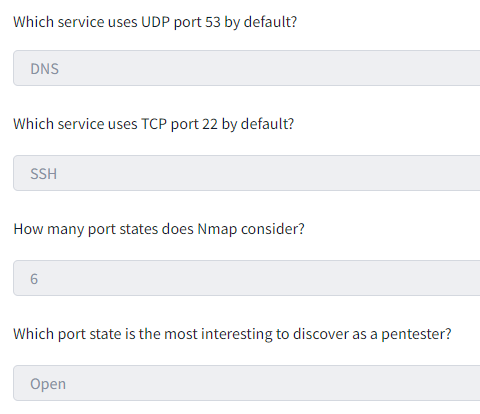 Which service uses UDP port 53 by default?
DNS
Which service uses TCP port 22 by default?
SSH
How many port states does Nmap consider?
6
Which port state is the most interesting to discover as a pentester?
Open